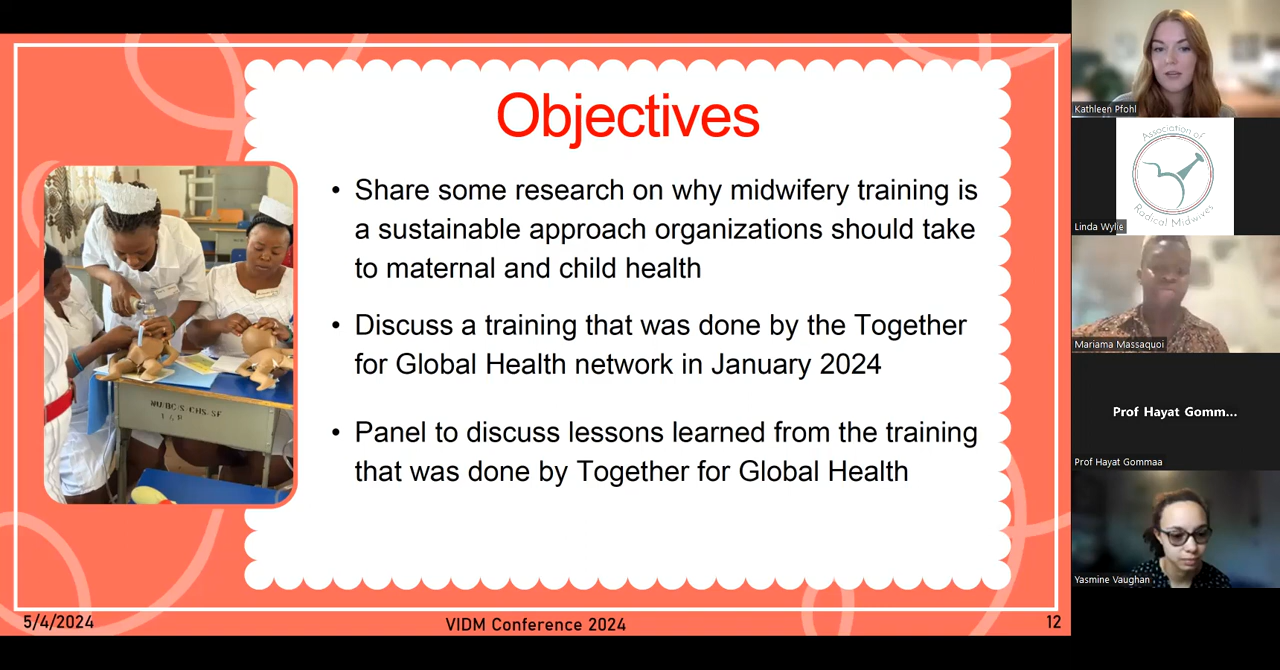 Objectives
• Share some research on why midwifery training is
a sustainable approach organizations should take
to maternal and child health
• Discuss a training that was done by the Together
for Global Health network in January 2024
• Panel to discuss lessons learned from the training
that was done by Together for Global Health
5/4/2024
VIDM Conference 2024
12
Kathleen Pfohl
Association of
Radical Midwives
Linda Wylie
Mariama Massaquoi
Prof Hayat Gomm...
Prof Hayat Gommaa
Yasmine Vaughan